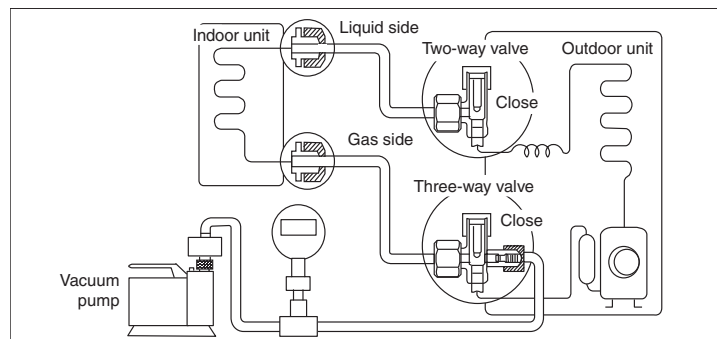 Liquid side
Indoor unit
Two-way valve
Outdoor unit
Close
Gas side
Three-way valve
Close
Vacuum
pump